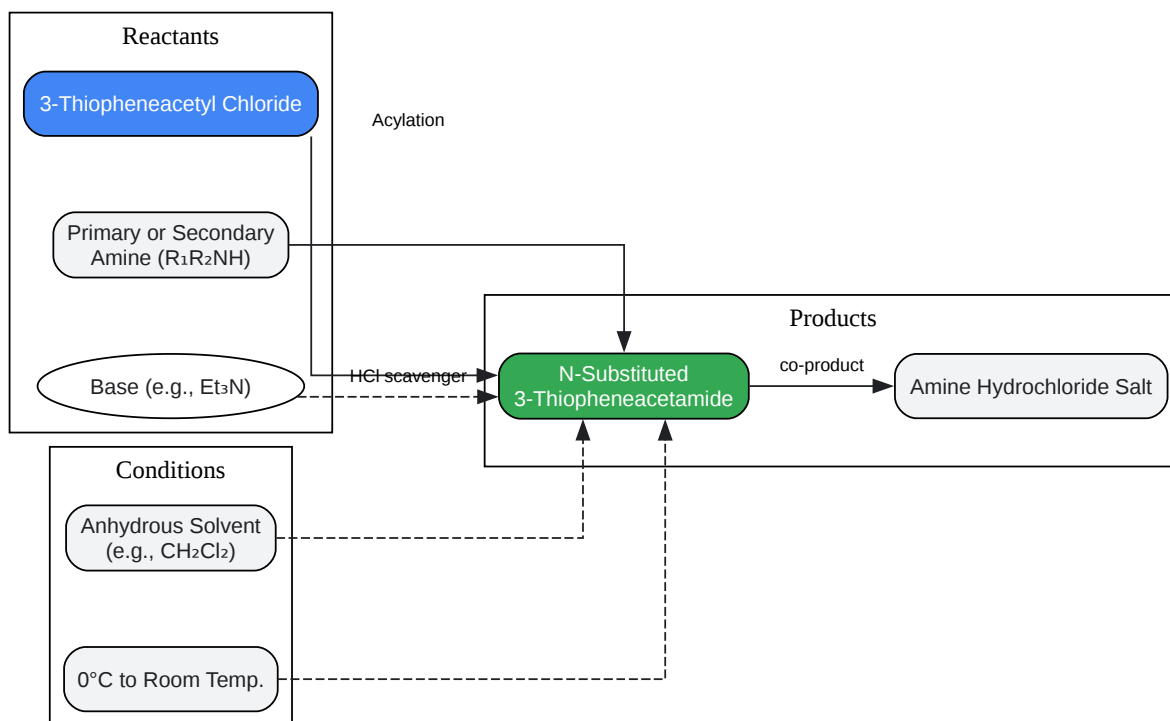 Reactants
3-Thiopheneacetyl Chloride
Acylation
Primary or Secondary
Amine (R₁R₂NH)
Base (e.g., Et₃N)
HCl scavenger
Products
N-Substituted
3-Thiopheneacetamide
co-product
Amine Hydrochloride Salt
Conditions
Anhydrous Solvent
(e.g., CH₂Cl₂)
0°C to Room Temp.